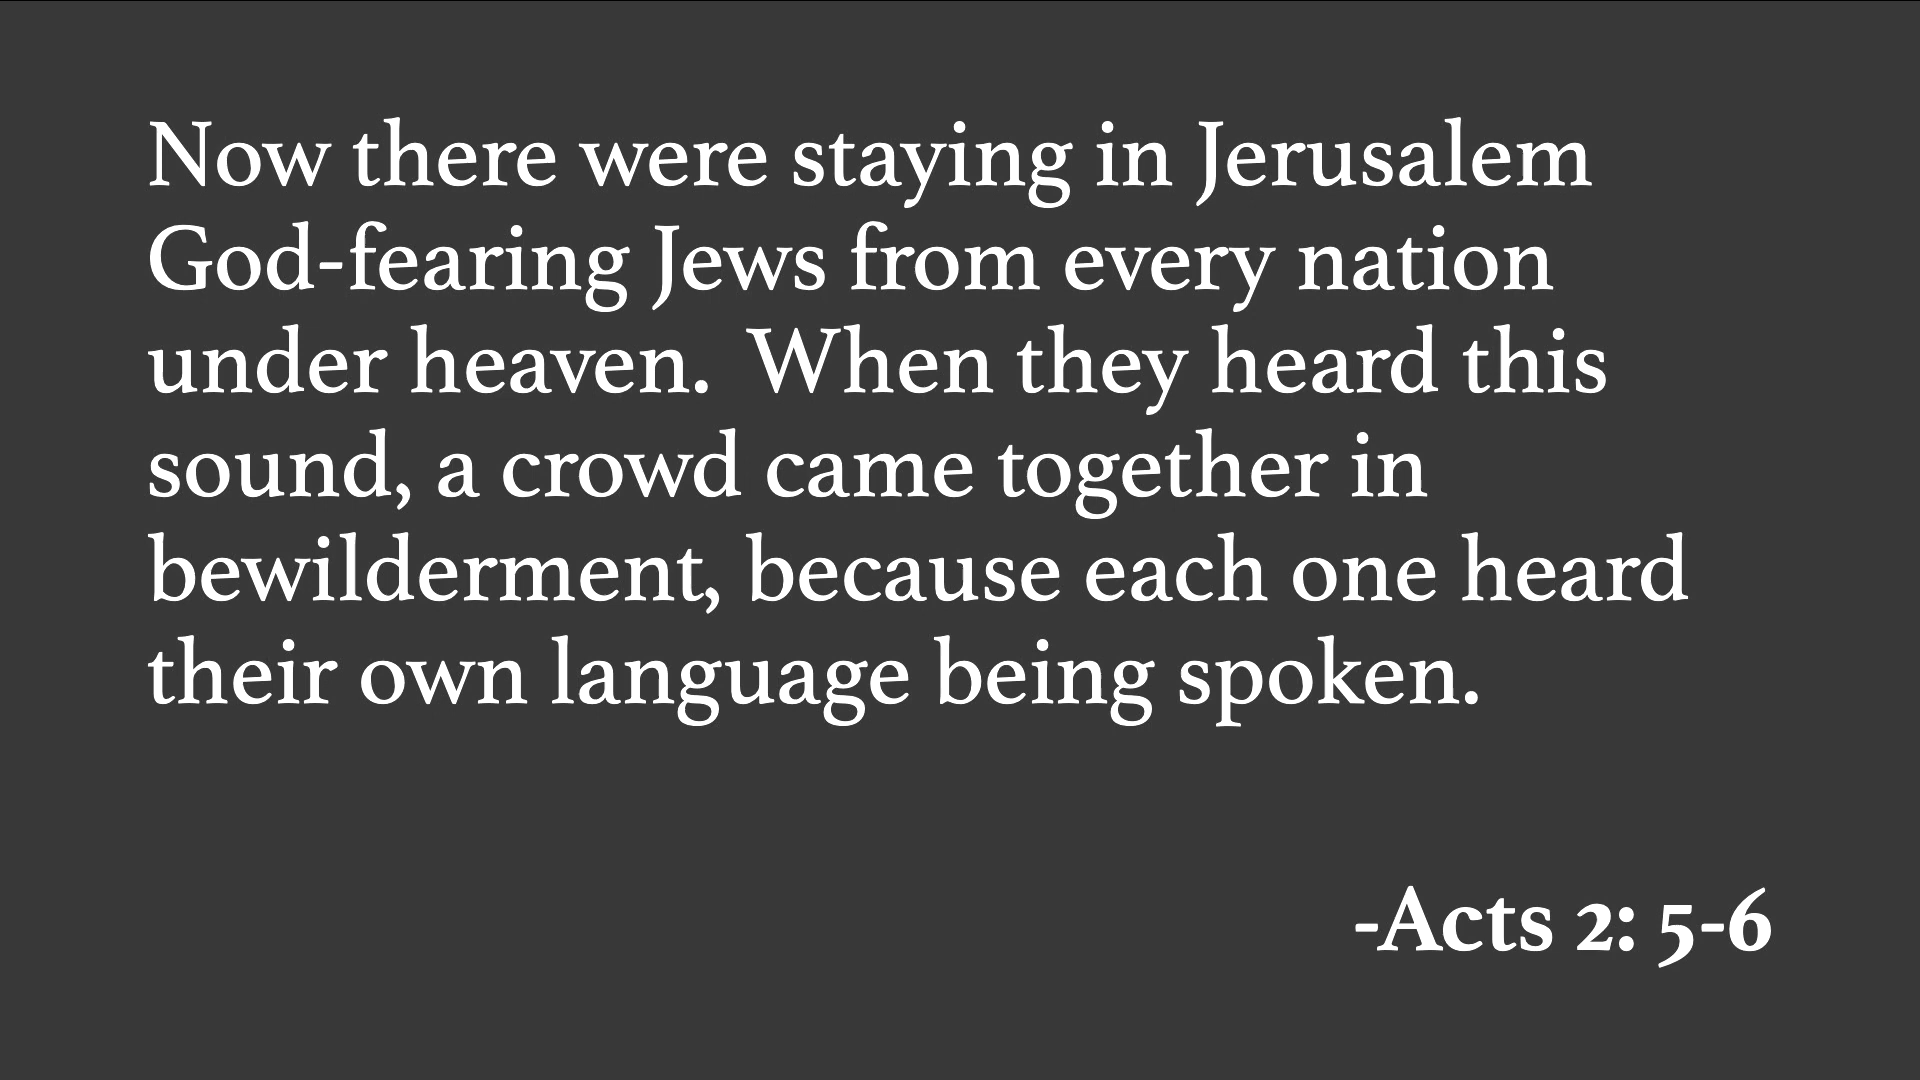 Now there were staying in Jerusalem
God-fearing Jews from every nation
under heaven.  When they heard this
sound, a crowd came together in
bewilderment, because each one heard
their own language being spoken.
-Acts 2: 5-6